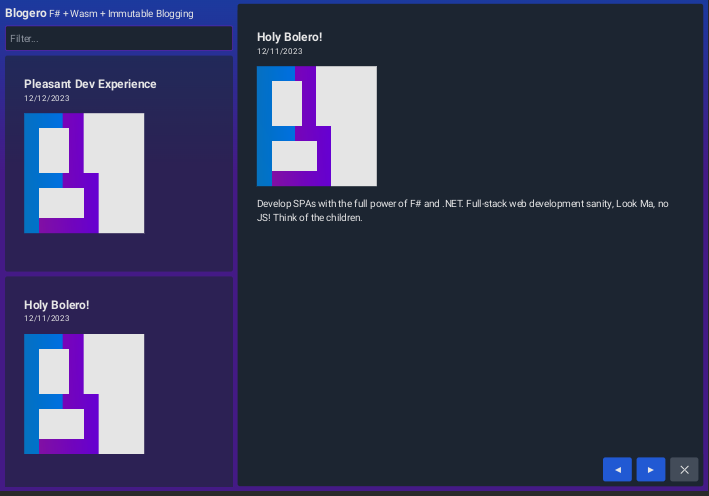 Blogero F# + Wasm + Immutable Blogging
Filter...
Pleasant Dev Experience
12/12/2023
Holy Bolero!
12/11/2023
Holy Bolero!
12/11/2023
Develop SPAs with the full power of F# and .NET. Full-stack web development sanity, Look Ma, no
JS! Think of the children.